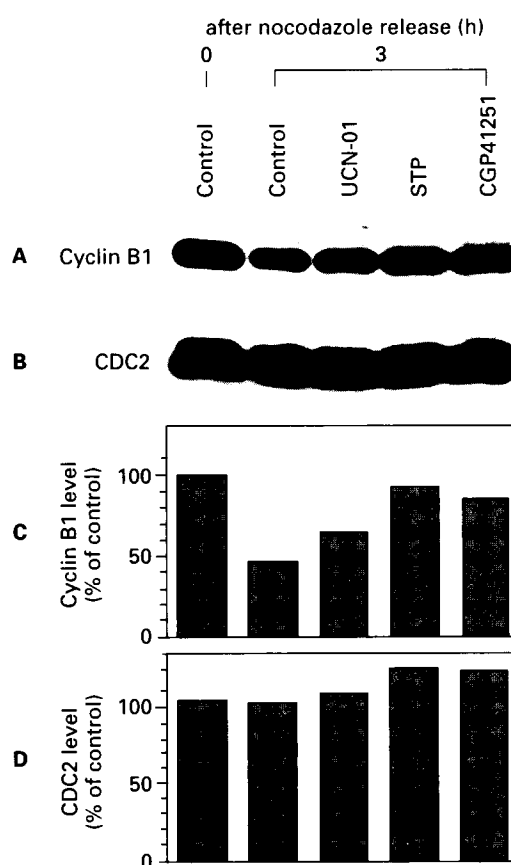 after nocodazole release (h)
0 3
Control Control UCN-01 STP CGP41251
A Cyclin B1
B CDC2
C Cyclin B1 level
(% of control)
100
50
0
D CDC2 level
(% of control)
100
50
0